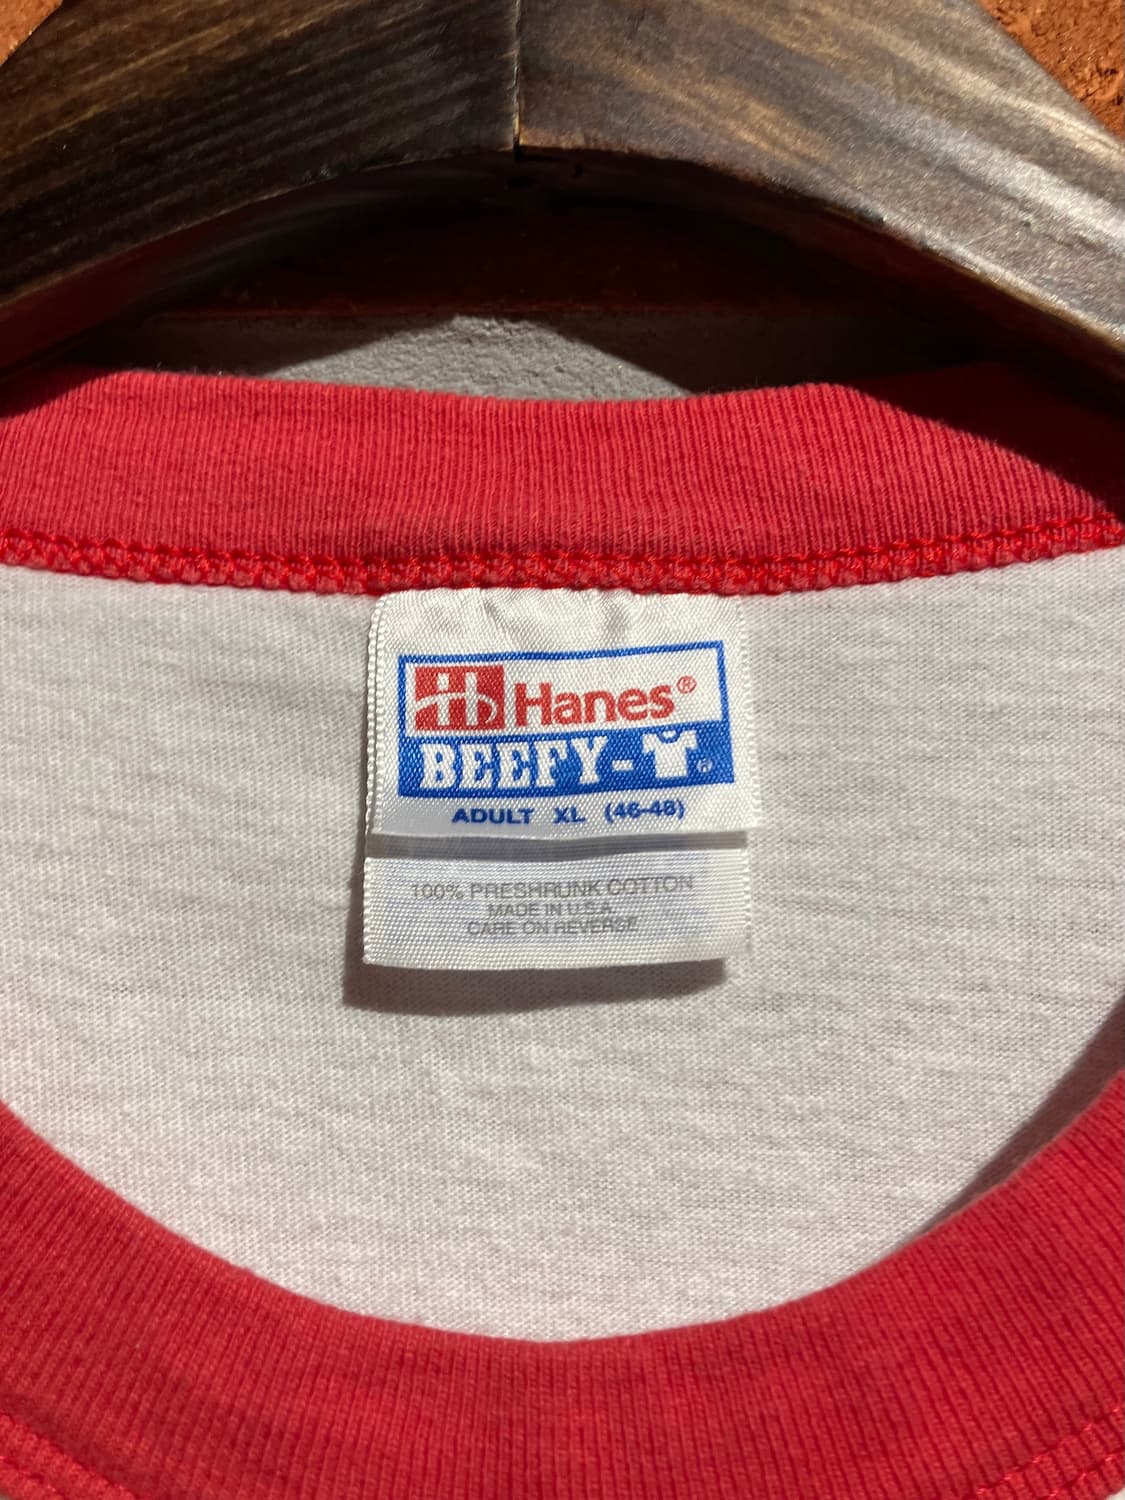 Hanes®
BEEFY-T®
ADULT XL (46-48)
100% PRESHRUNK COTTON
MADE IN U.S.A.
CARE ON REVERSE